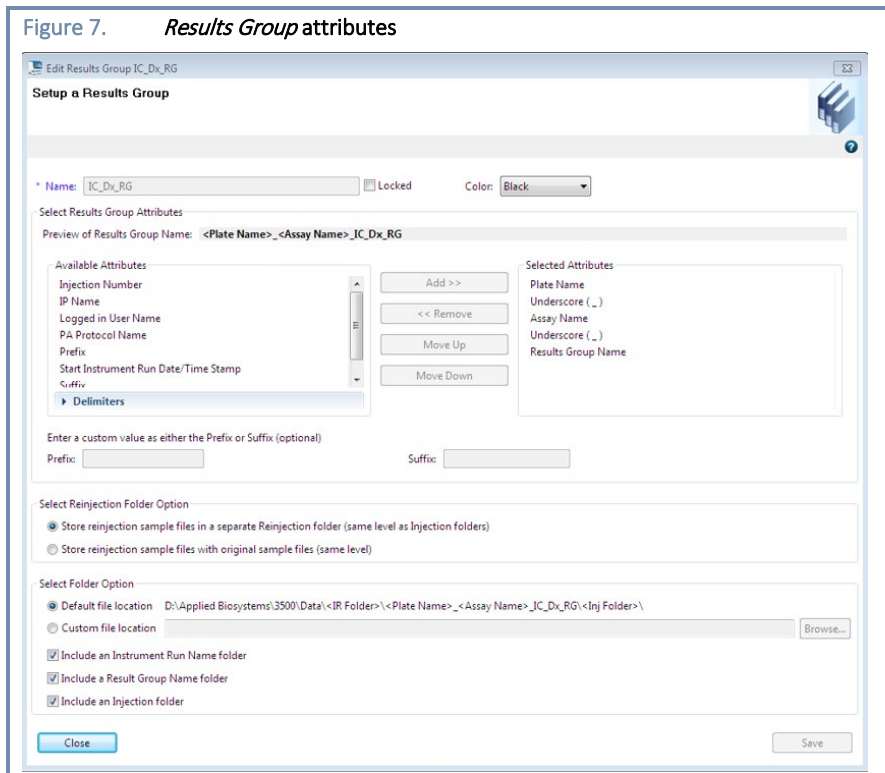 Figure 7. Results Group attributes
Edit Results Group IC_Dx_RG
Setup a Results Group
* Name: IC_Dx_RG Locked Color: Black
Select Results Group Attributes
Preview of Results Group Name: <Plate Name>_<Assay Name>_IC_Dx_RG
Available Attributes
Injection Number
IP Name
Logged in User Name
PA Protocol Name
Prefix
Start Instrument Run Date/Time Stamp
Suffix
Delimiters
Add >>
<< Remove
Move Up
Move Down
Selected Attributes
Plate Name
Underscore ( _ )
Assay Name
Underscore ( _ )
Results Group Name
Enter a custom value as either the Prefix or Suffix (optional)
Prefix: Suffix:
Select Reinjection Folder Option
Store reinjection sample files in a separate Reinjection folder (same level as Injection folders)
Store reinjection sample files with original sample files (same level)
Select Folder Option
Default file location D:\Applied Biosystems\3500\Data\<IR Folder>\<Plate Name>_<Assay Name>_IC_Dx_RG\<Inj Folder>\
Custom file location Browse...
Include an Instrument Run Name folder
Include a Result Group Name folder
Include an Injection folder
Close Save